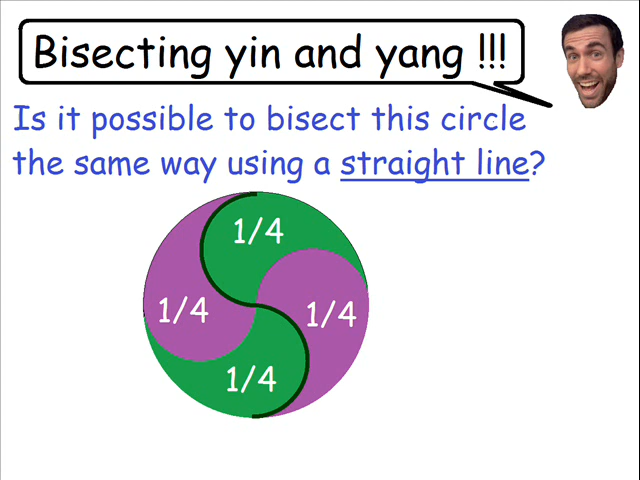 Bisecting yin and yang !!!
Is it possible to bisect this circle
the same way using a straight line?
1/4
1/4
1/4
1/4